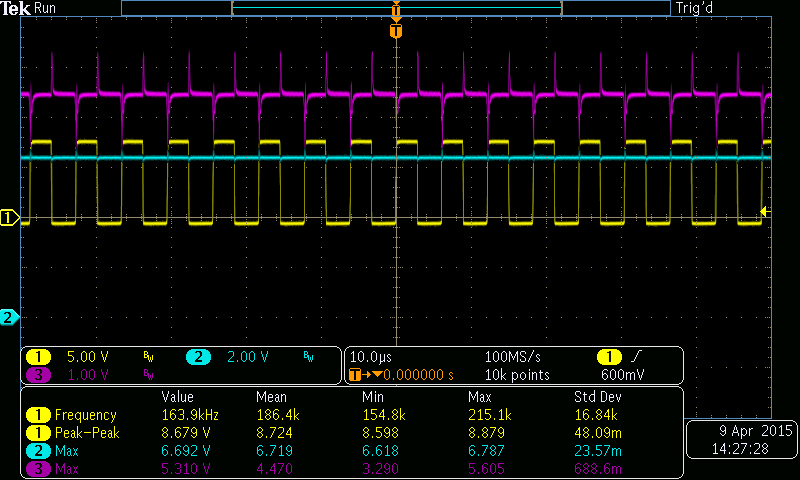 Tek Run Trig'd
T
T
1
2
1 5.00 V BW 2 2.00 V BW
3 1.00 V BW
10.0µs 100MS/s 1
T 0.000000 s 10k points 600mV
Value Mean Min Max Std Dev
1 Frequency 163.9kHz 186.4k 154.8k 215.1k 16.84k
1 Peak-Peak 8.679 V 8.724 8.598 8.879 48.09m
2 Max 6.692 V 6.719 6.618 6.787 23.57m
3 Max 5.310 V 4.470 3.290 5.605 688.6m
9 Apr 2015
14:27:28